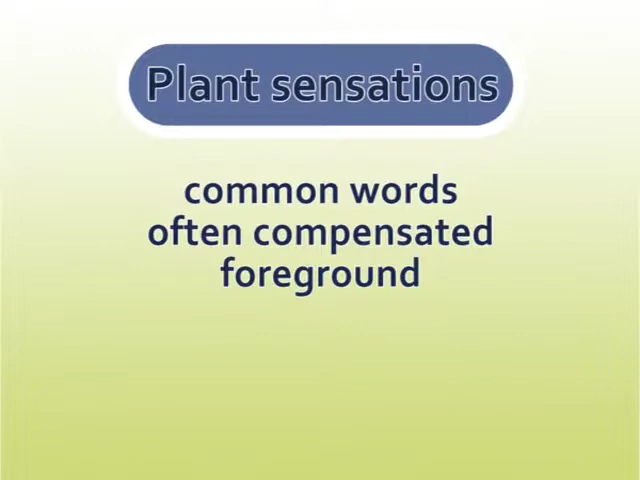 Plant sensations
common words
often compensated
foreground